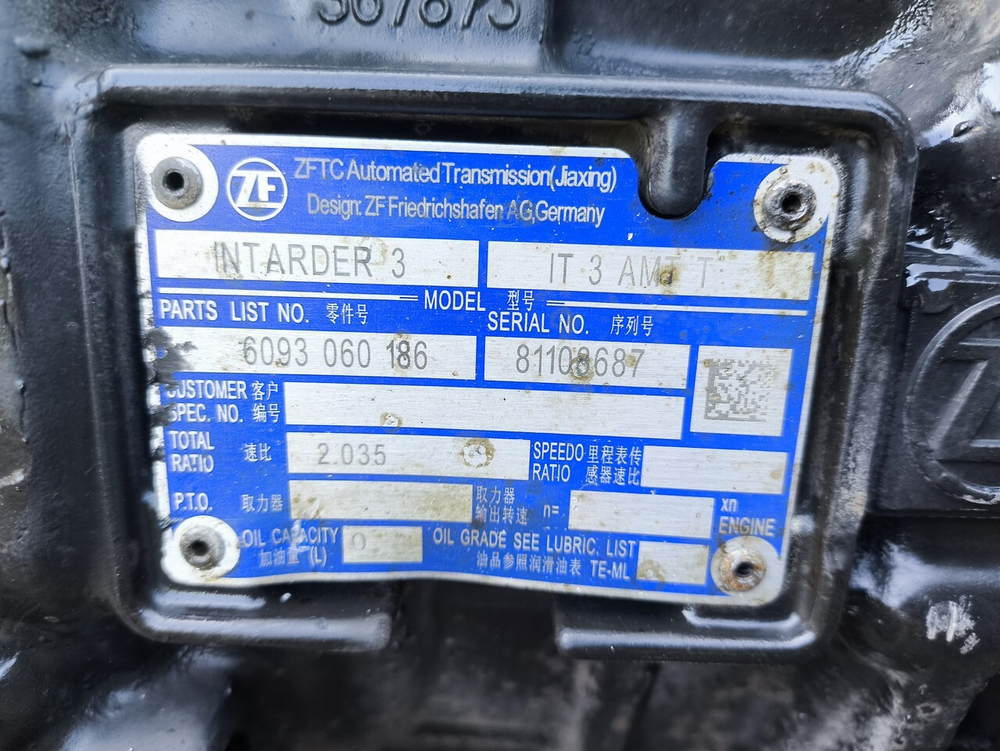 367873
ZF ZFTC Automated Transmission(Jiaxing)
Design: ZF Friedrichshafen AG,Germany
INTARDER 3 IT 3 AMT T
MODEL 型号
PARTS LIST NO. 零件号 SERIAL NO. 序列号
6093 060 186 81108687
CUSTOMER 客户
SPEC. NO. 编号
TOTAL RATIO 速比 2.035 SPEEDO RATIO 里程表传感器速比
P.T.O. 取力器 取力器输出转速 n= xn ENGINE
OIL CAPACITY 加油量 (L) 0 OIL GRADE SEE LUBRIC. LIST
油品参照润滑油表 TE-ML